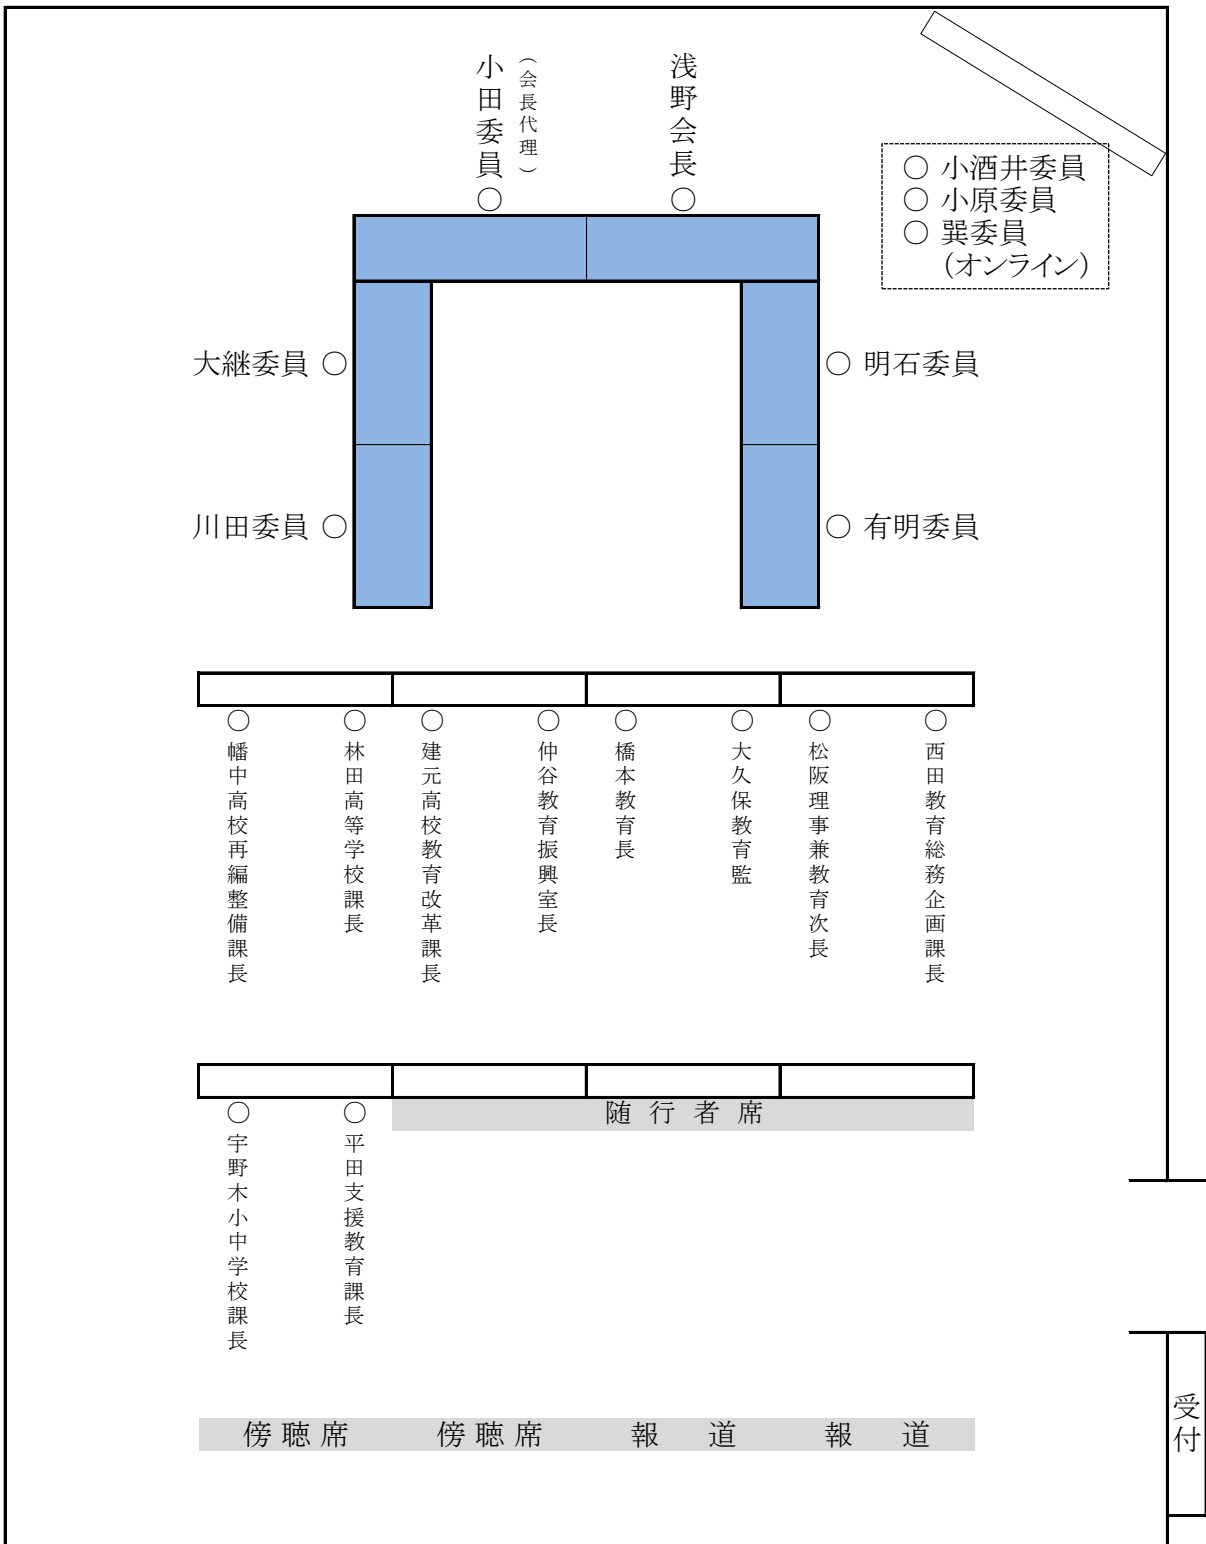 小田委員○
(会長代理)
浅野会長○
○ 小酒井委員
○ 小原委員
○ 巽委員
(オンライン)
大継委員 ○
○ 明石委員
川田委員 ○
○ 有明委員
○幡中高校再編整備課長
○林田高等学校課長
○建元高校教育改革課長
○仲谷教育振興室長
○橋本教育長
○大久保教育監
○松阪理事兼教育次長
○西田教育総務企画課長
○宇野木小中学校課長
○平田支援教育課長
随行者席
傍聴席 傍聴席 報道 報道
受付